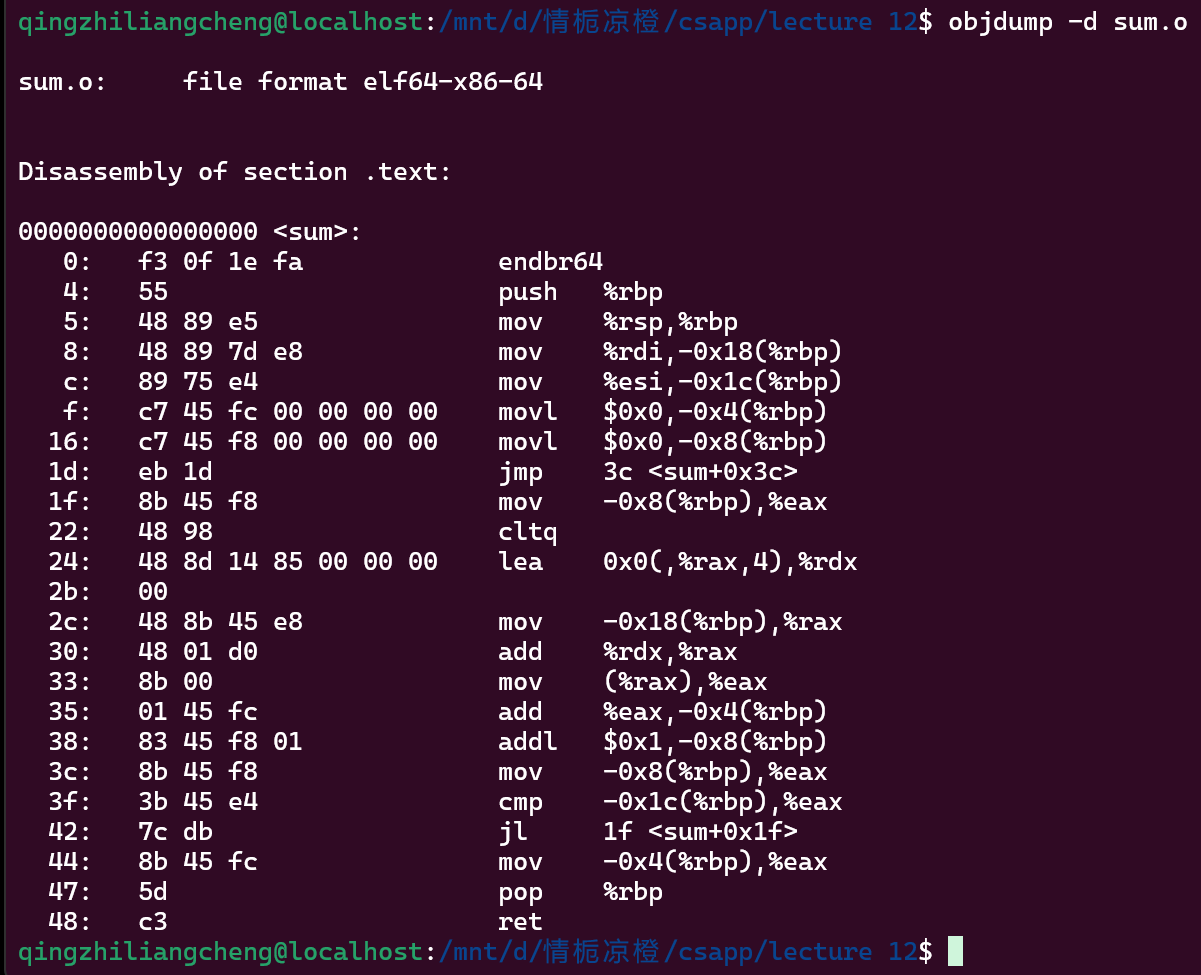 qingzhiliangcheng@localhost:/mnt/d/情栀凉橙/csapp/lecture 12$ objdump -d sum.o
sum.o:     file format elf64-x86-64
Disassembly of section .text:
0000000000000000 <sum>:
   0:   f3 0f 1e fa             endbr64
   4:   55                      push   %rbp
   5:   48 89 e5                mov    %rsp,%rbp
   8:   48 89 7d e8             mov    %rdi,-0x18(%rbp)
   c:   89 75 e4                mov    %esi,-0x1c(%rbp)
   f:   c7 45 fc 00 00 00 00    movl   $0x0,-0x4(%rbp)
  16:   c7 45 f8 00 00 00 00    movl   $0x0,-0x8(%rbp)
  1d:   eb 1d                   jmp    3c <sum+0x3c>
  1f:   8b 45 f8                mov    -0x8(%rbp),%eax
  22:   48 98                   cltq
  24:   48 8d 14 85 00 00 00    lea    0x0(,%rax,4),%rdx
  2b:   00
  2c:   48 8b 45 e8             mov    -0x18(%rbp),%rax
  30:   48 01 d0                add    %rdx,%rax
  33:   8b 00                   mov    (%rax),%eax
  35:   01 45 fc                add    %eax,-0x4(%rbp)
  38:   83 45 f8 01             addl   $0x1,-0x8(%rbp)
  3c:   8b 45 f8                mov    -0x8(%rbp),%eax
  3f:   3b 45 e4                cmp    -0x1c(%rbp),%eax
  42:   7c db                   jl     1f <sum+0x1f>
  44:   8b 45 fc                mov    -0x4(%rbp),%eax
  47:   5d                      pop    %rbp
  48:   c3                      ret
qingzhiliangcheng@localhost:/mnt/d/情栀凉橙/csapp/lecture 12$